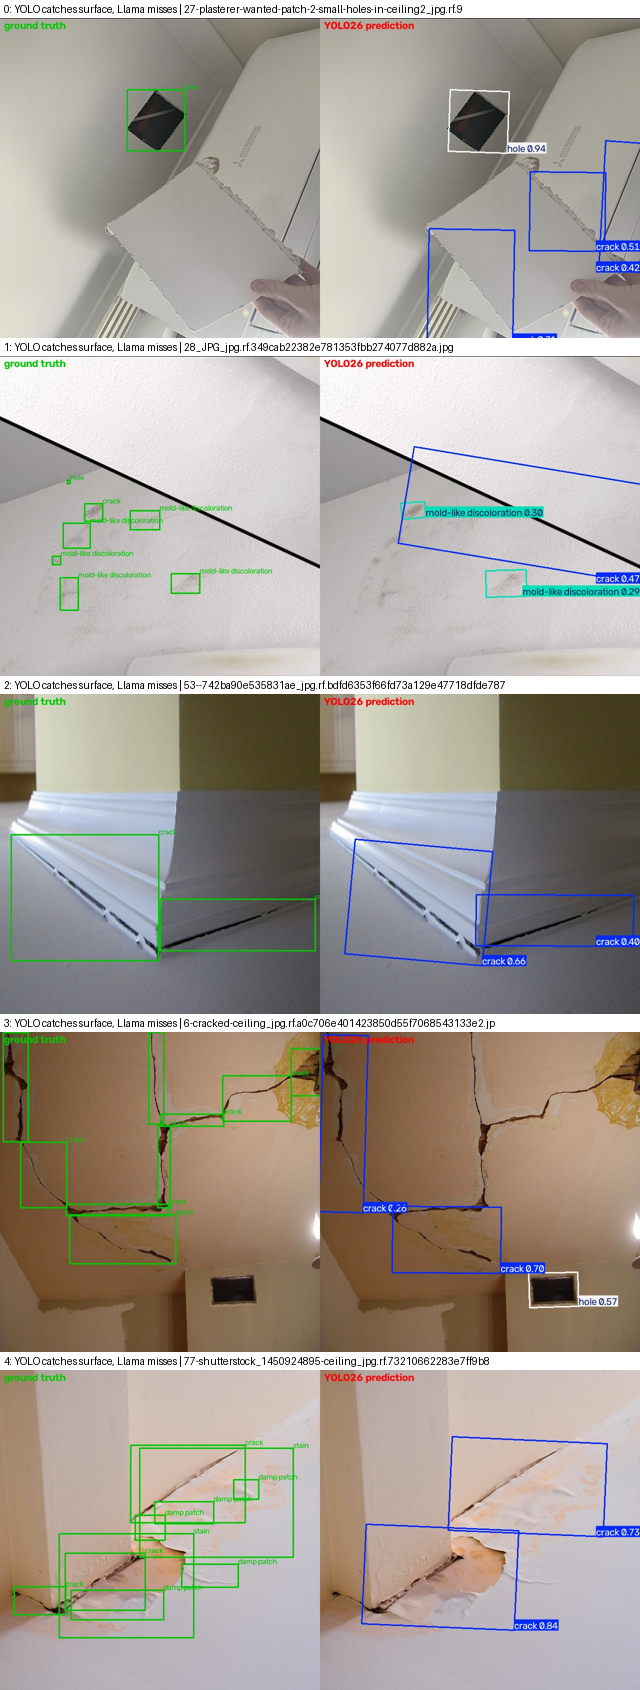 0: YOLO catches surface, Llama misses | 27-plasterer-wanted-patch-2-small-holes-in-ceiling2_jpg.rf.9
ground truth
YOLO26 prediction
hole 0.94
crack 0.51
crack 0.42
1: YOLO catches surface, Llama misses | 28_JPG_jpg.rf.349cab22382e781353fbb274077d882a.jpg
ground truth
YOLO26 prediction
hole
crack
mold-like discoloration
mold-like discoloration
mold-like discoloration
mold-like discoloration
mold-like discoloration
mold-like discoloration 0.30
crack 0.47
mold-like discoloration 0.29
2: YOLO catches surface, Llama misses | 53--742ba90e535831ae_jpg.rf.bdfd6353f66fd73a129e47718dfde787
ground truth
YOLO26 prediction
crack
crack 0.40
crack 0.66
3: YOLO catches surface, Llama misses | 6-cracked-ceiling_jpg.rf.a0c706e401423850d55f7068543133e2.jp
ground truth
YOLO26 prediction
crack
crack
crack
crack
crack
crack 0.26
crack 0.70
hole 0.57
4: YOLO catches surface, Llama misses | 77-shutterstock_1450924895-ceiling_jpg.rf.73210662283e7ff9b8
ground truth
YOLO26 prediction
crack
stain
damp patch
damp patch
stain
crack
damp patch
crack
damp patch
crack 0.73
crack 0.84